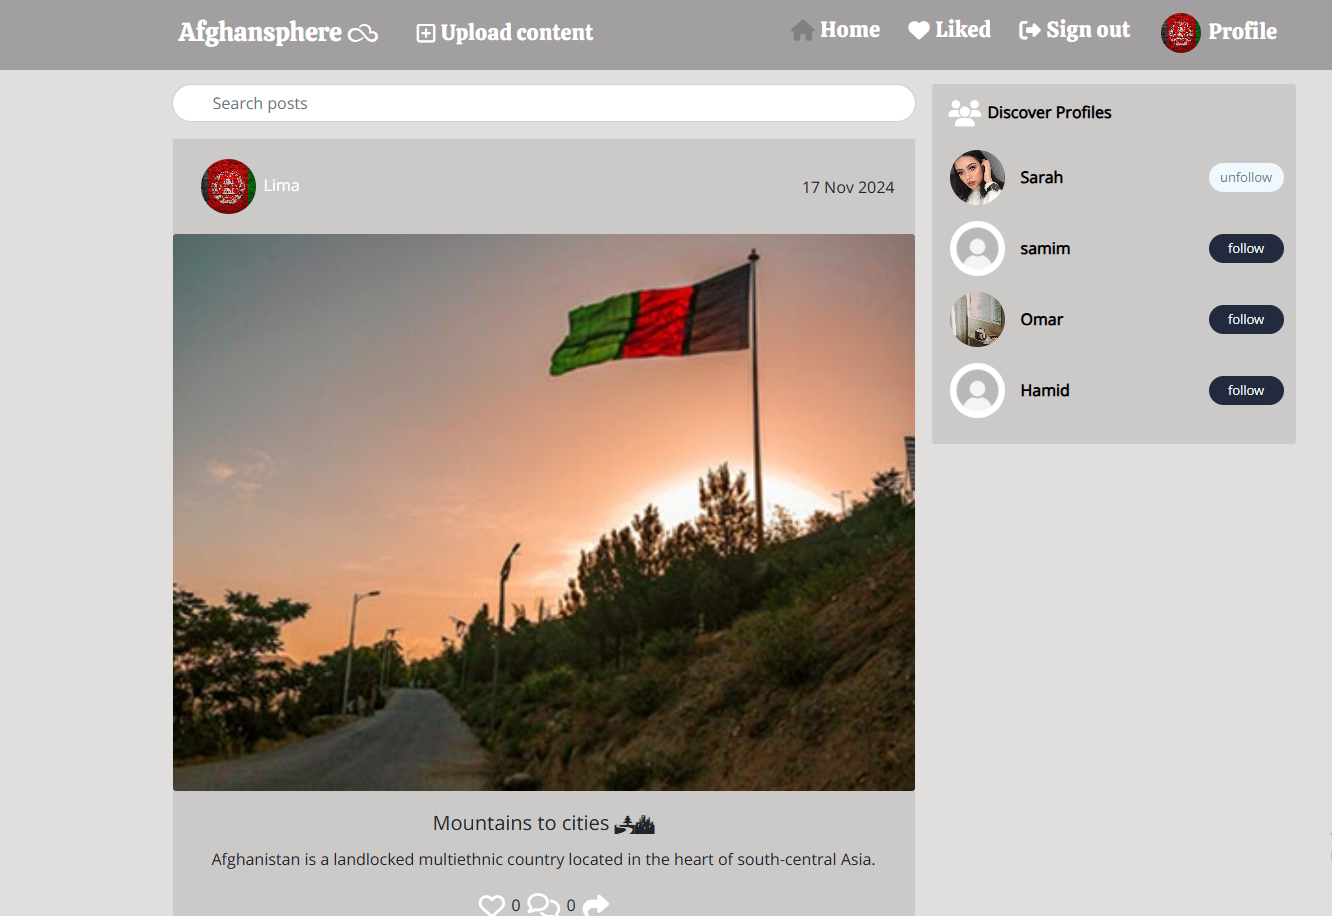 Afghansphere
Upload content
Home
Liked
Sign out
Profile
Search posts
Lima
17 Nov 2024
Mountains to cities
Afghanistan is a landlocked multiethnic country located in the heart of south-central Asia.
0
0
Discover Profiles
Sarah
unfollow
samim
follow
Omar
follow
Hamid
follow